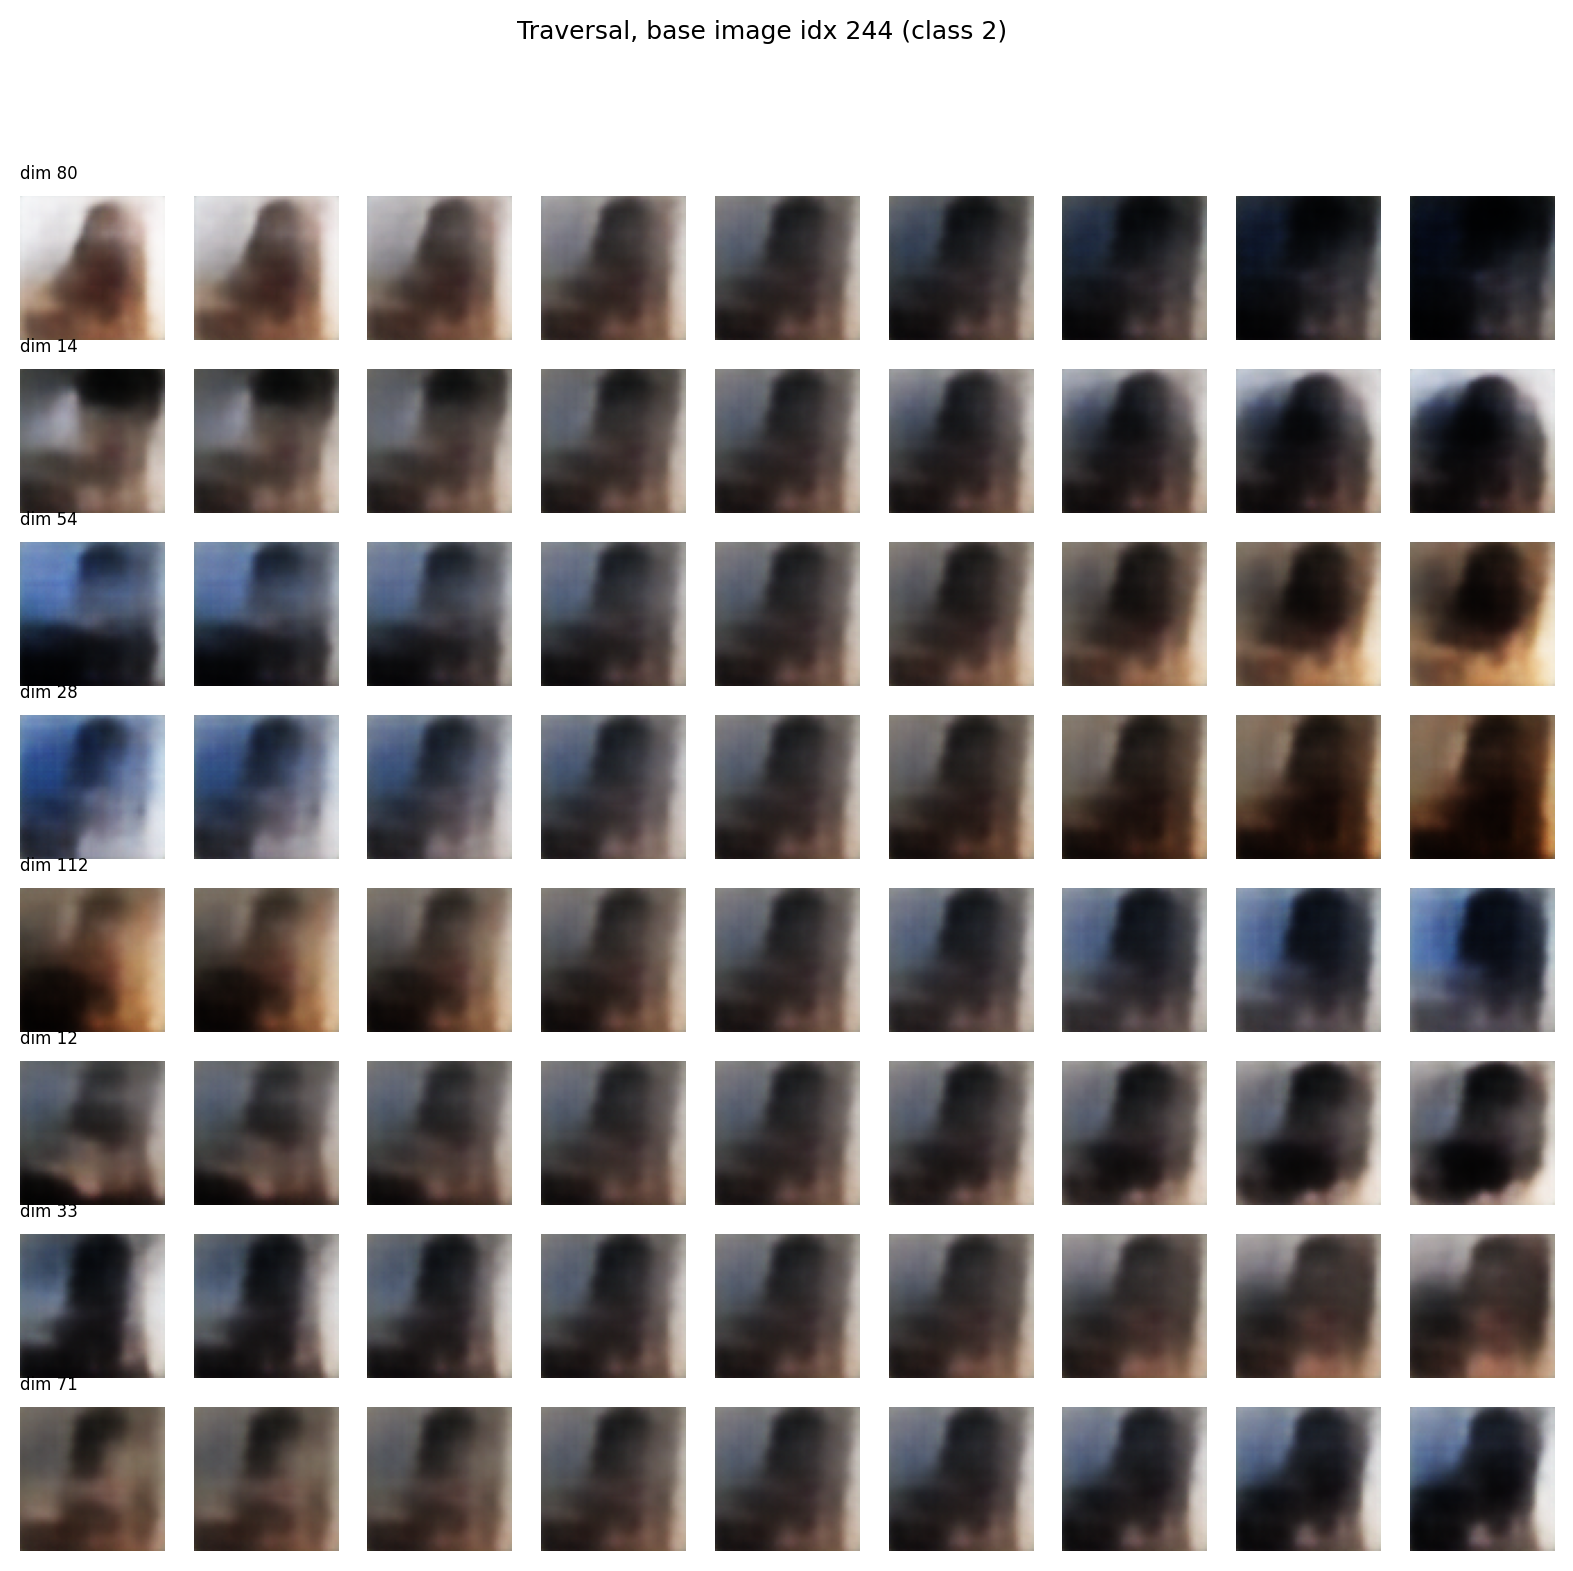 Traversal, base image idx 244 (class 2)
dim 80
dim 14
dim 54
dim 28
dim 112
dim 12
dim 33
dim 71